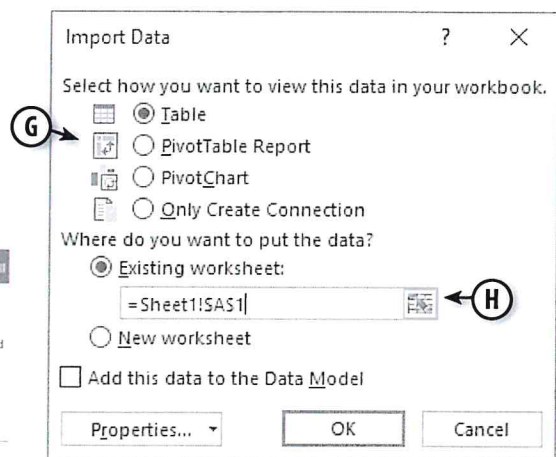 Import Data ? ×
Select how you want to view this data in your workbook.
Table
G
PivotTable Report
PivotChart
Only Create Connection
Where do you want to put the data?
Existing worksheet:
=Sheet1!$A$1
H
New worksheet
Add this data to the Data Model
Properties... OK Cancel